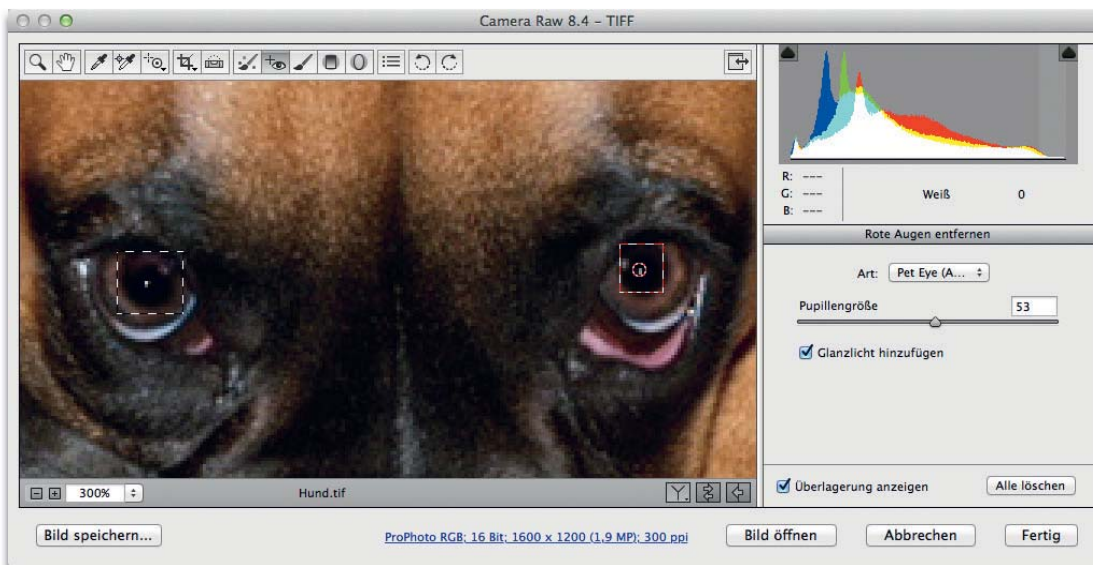 Camera Raw 8.4 – TIFF
R: ---
G: ---
B: ---
Weiß 0
Rote Augen entfernen
Art: Pet Eye (A...
Pupillengröße 53
Glanzlicht hinzufügen
300% Hund.tif Y
Überlagerung anzeigen Alle löschen
Bild speichern... ProPhoto RGB; 16 Bit; 1600 x 1200 (1,9 MP); 300 ppi Bild öffnen Abbrechen Fertig